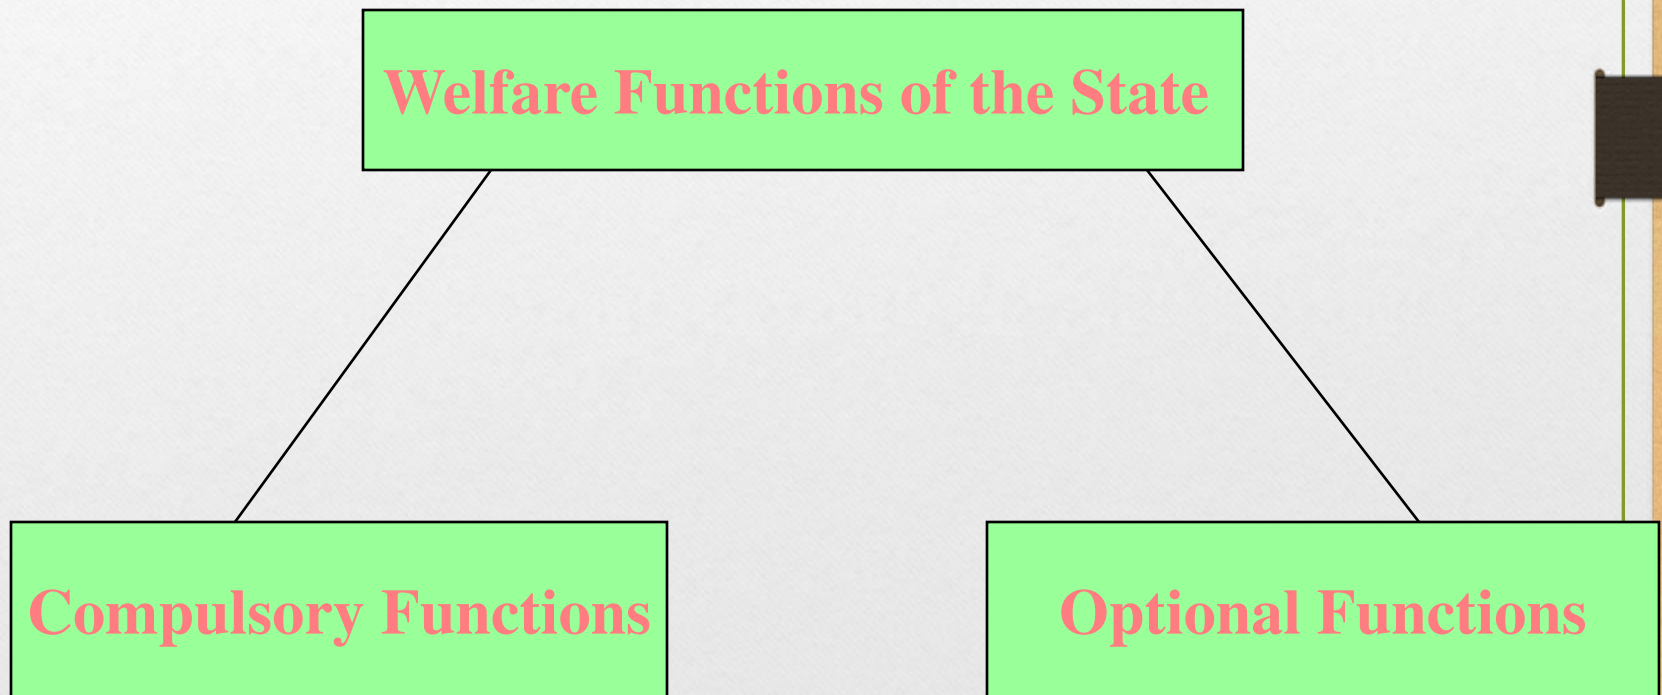 Welfare Functions of the State
Compulsory Functions
Optional Functions